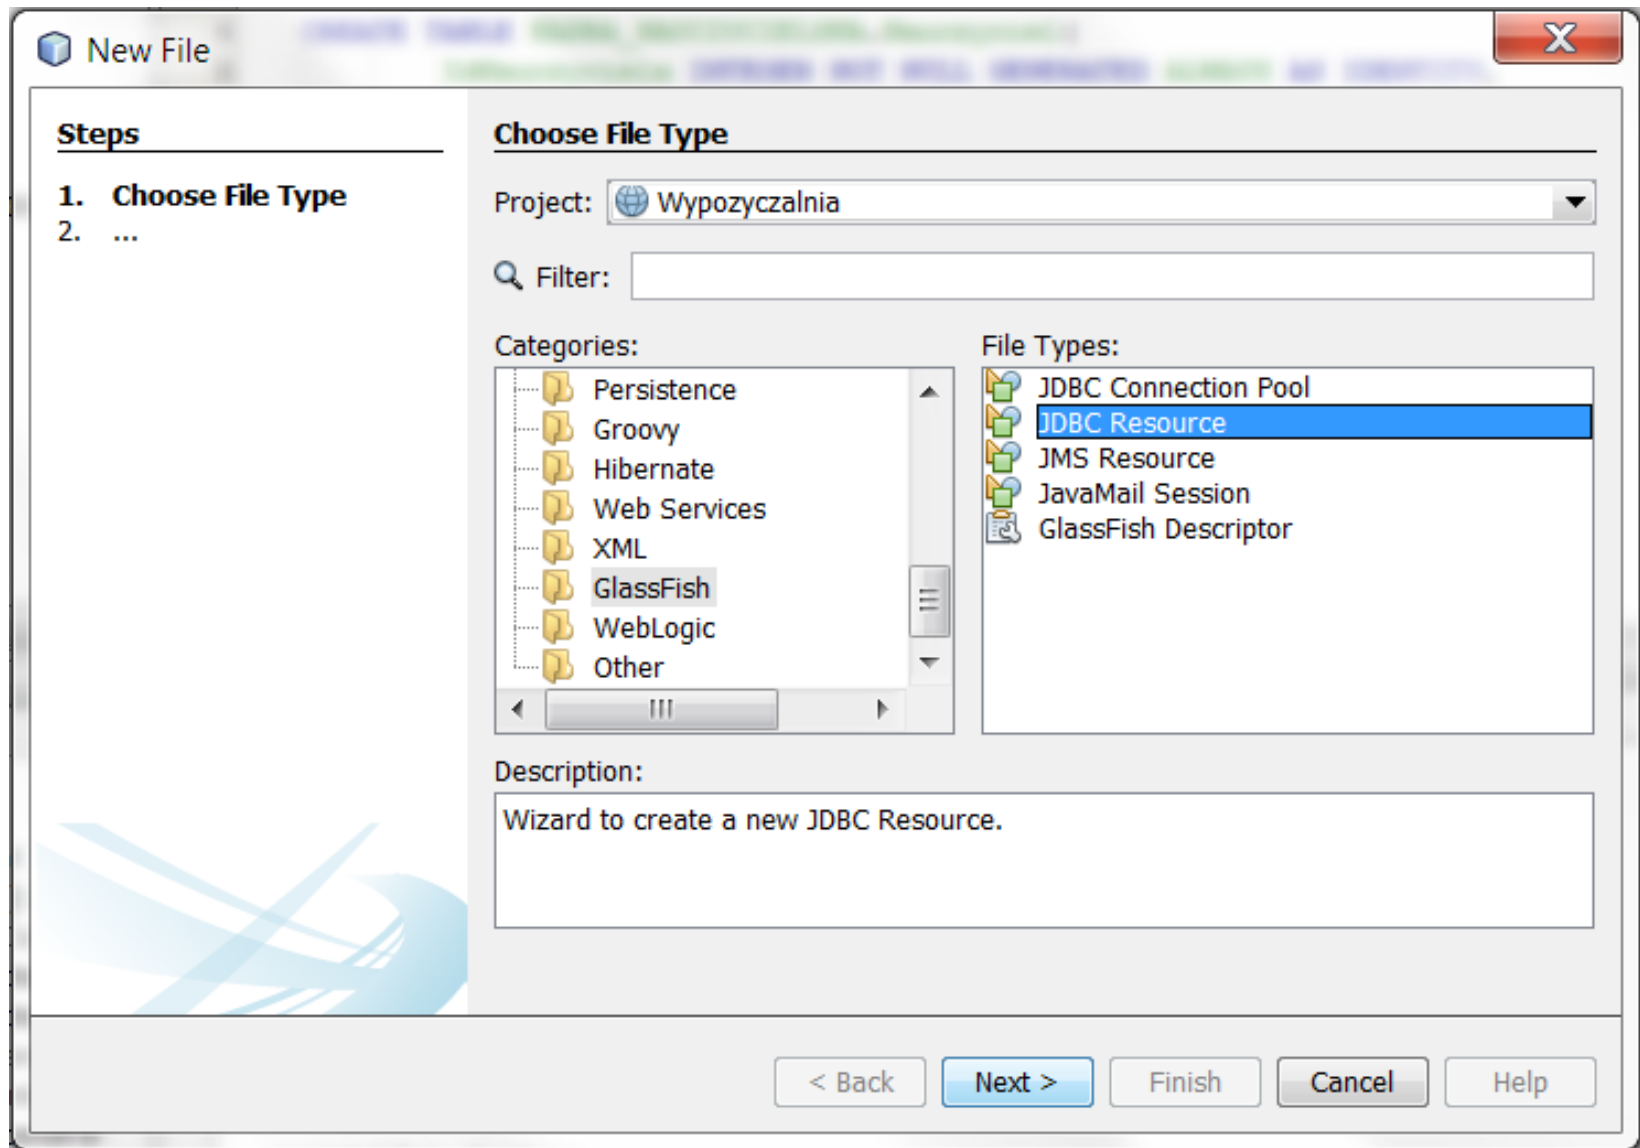 New File
Steps
1. Choose File Type
2. ...
Choose File Type
Project: Wypozyczalnia
Filter:
Categories:
Persistence
Groovy
Hibernate
Web Services
XML
GlassFish
WebLogic
Other
File Types:
JDBC Connection Pool
JDBC Resource
JMS Resource
JavaMail Session
GlassFish Descriptor
Description:
Wizard to create a new JDBC Resource.
< Back
Next >
Finish
Cancel
Help